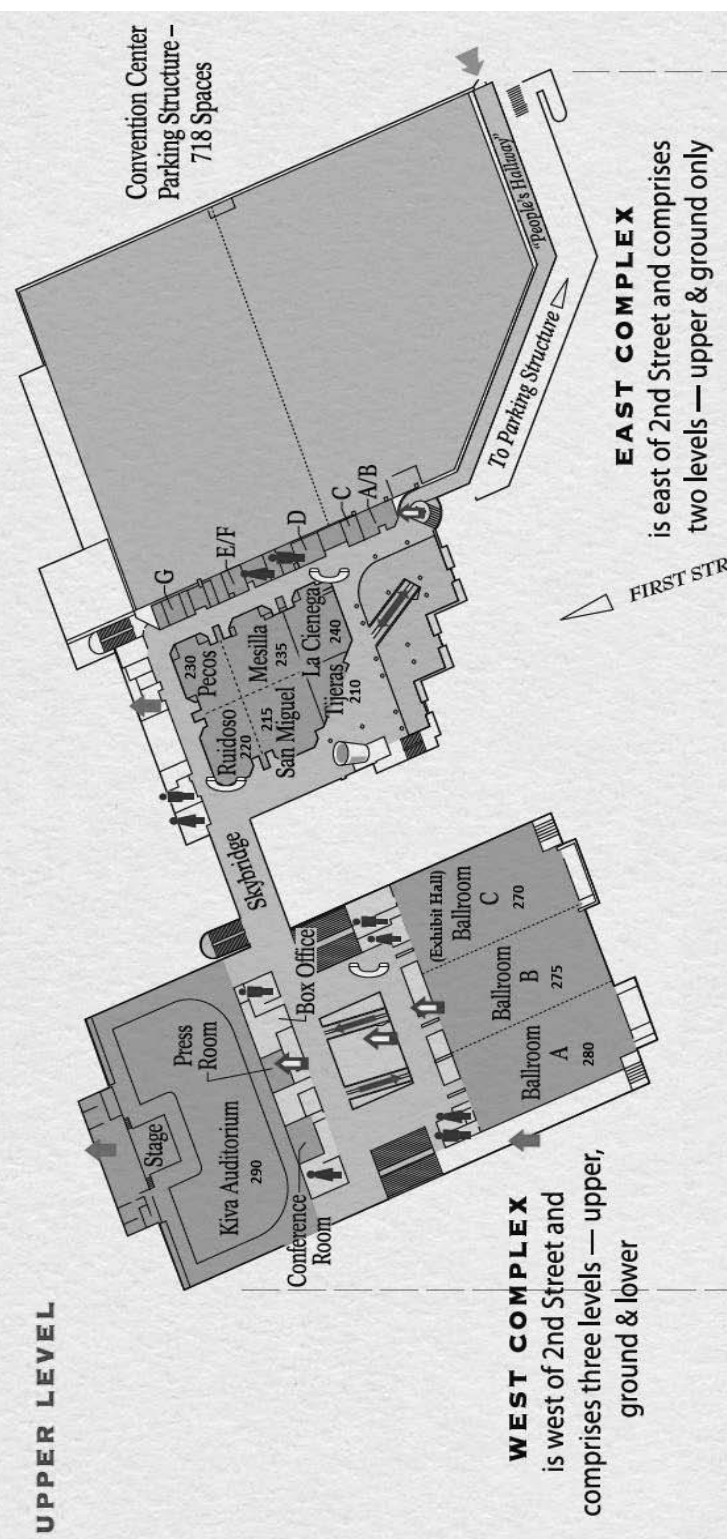 UPPER LEVEL
Convention Center
Parking Structure –
718 Spaces
Stage
Kiva Auditorium
290
Press
Room
Box Office
Conference
Room
Skybridge
Ruidoso
220
230
Pecos
215
San Miguel
Mesilla
235
La Cienega
240
Tijeras
210
G
E/F
D
C
A/B
"People's Hallway"
To Parking Structure
FIRST STR
Ballroom
A
280
Ballroom
B
275
(Exhibit Hall)
Ballroom
C
270
WEST COMPLEX
is west of 2nd Street and
comprises three levels — upper,
ground & lower
EAST COMPLEX
is east of 2nd Street and comprises
two levels — upper & ground only